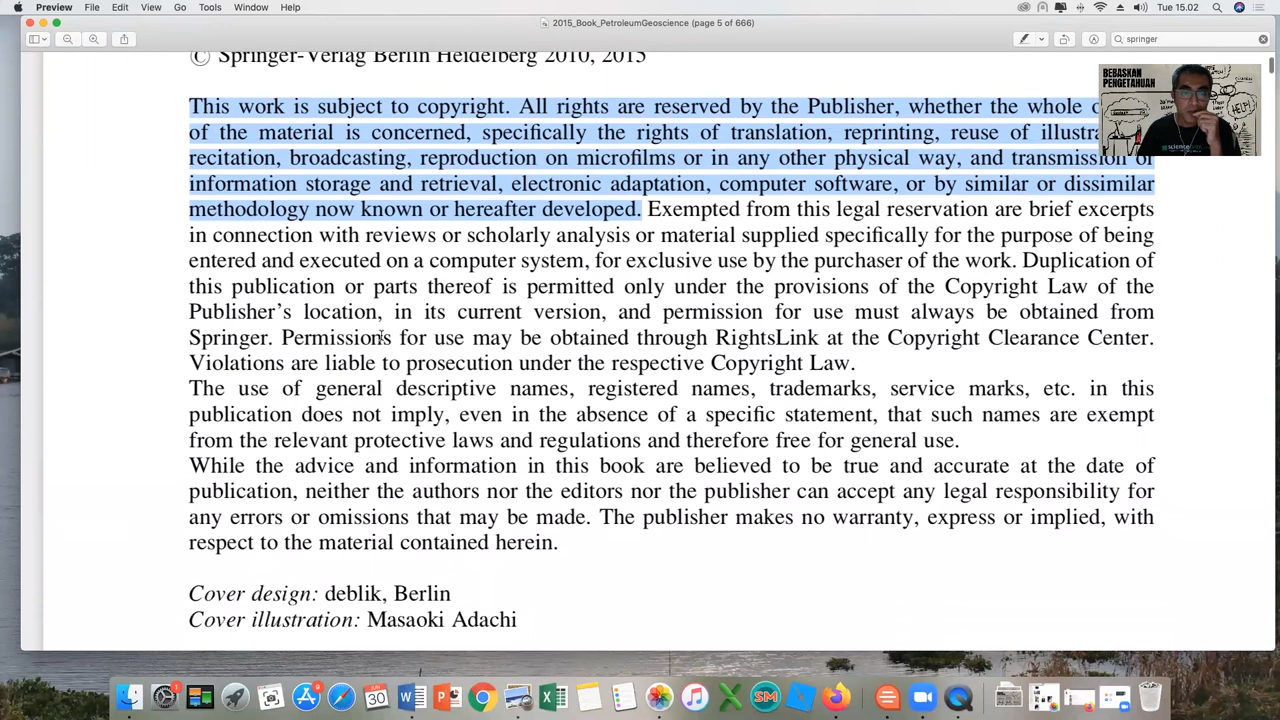 Preview File Edit View Go Tools Window Help Tue 15.02
2015_Book_PetroleumGeoscience (page 5 of 666)
springer
© Springer-Verlag Berlin Heidelberg 2010, 2015
This work is subject to copyright. All rights are reserved by the Publisher, whether the whole
of the material is concerned, specifically the rights of translation, reprinting, reuse of
recitation, broadcasting, reproduction on microfilms or in any other physical way, and transmission or
information storage and retrieval, electronic adaptation, computer software, or by similar or dissimilar
methodology now known or hereafter developed. Exempted from this legal reservation are brief excerpts
in connection with reviews or scholarly analysis or material supplied specifically for the purpose of being
entered and executed on a computer system, for exclusive use by the purchaser of the work. Duplication of
this publication or parts thereof is permitted only under the provisions of the Copyright Law of the
Publisher's location, in its current version, and permission for use must always be obtained from
Springer. Permissions for use may be obtained through RightsLink at the Copyright Clearance Center.
Violations are liable to prosecution under the respective Copyright Law.
The use of general descriptive names, registered names, trademarks, service marks, etc. in this
publication does not imply, even in the absence of a specific statement, that such names are exempt
from the relevant protective laws and regulations and therefore free for general use.
While the advice and information in this book are believed to be true and accurate at the date of
publication, neither the authors nor the editors nor the publisher can accept any legal responsibility for
any errors or omissions that may be made. The publisher makes no warranty, express or implied, with
respect to the material contained herein.
Cover design: deblik, Berlin
Cover illustration: Masaoki Adachi
BEBASKAN
PENGETAHUAN
HELP!